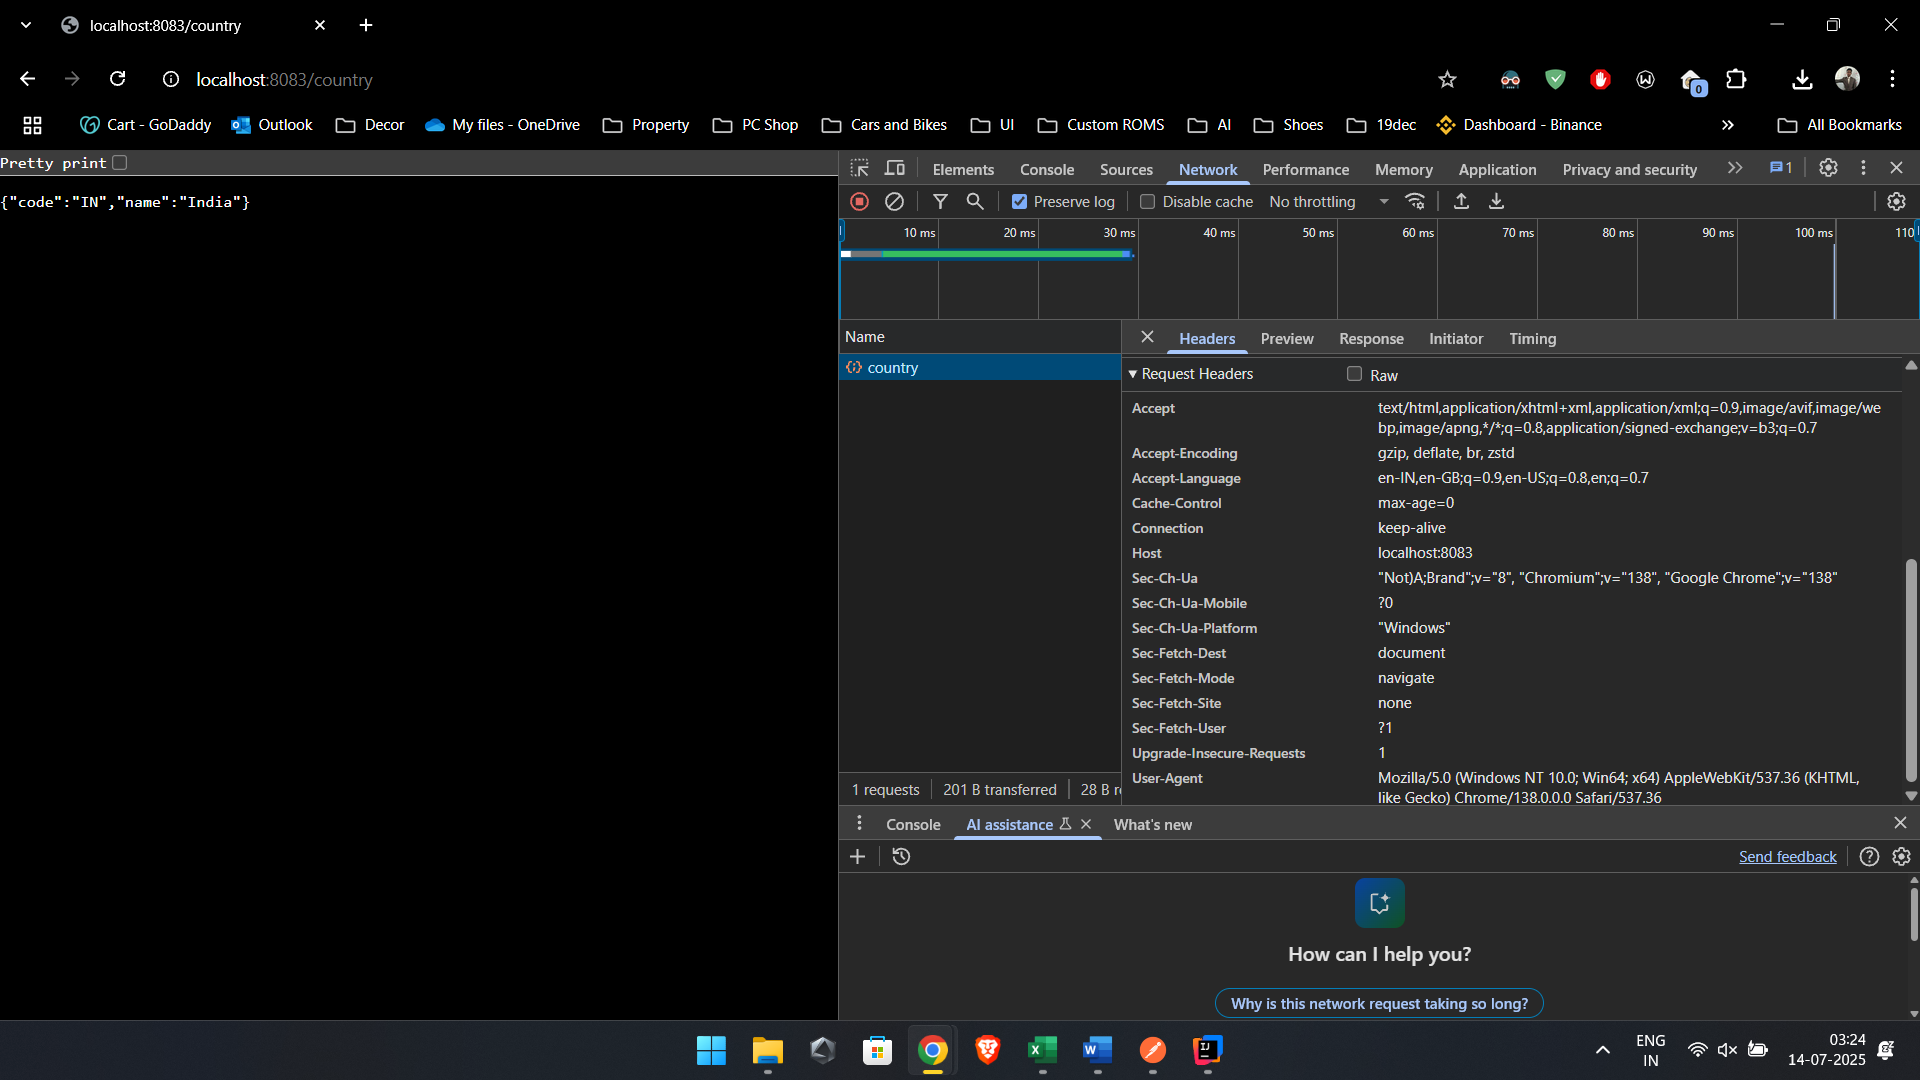 localhost:8083/country
localhost:8083/country
0
Cart - GoDaddy
Outlook
Decor
My files - OneDrive
Property
PC Shop
Cars and Bikes
UI
Custom ROMS
AI
Shoes
19dec
Dashboard - Binance
All Bookmarks
Pretty print
{"code":"IN","name":"India"}
Elements Console Sources Network Performance Memory Application Privacy and security 1
Preserve log Disable cache No throttling
10 ms 20 ms 30 ms 40 ms 50 ms 60 ms 70 ms 80 ms 90 ms 100 ms 110
Name
country
Headers Preview Response Initiator Timing
Request Headers Raw
Accept text/html,application/xhtml+xml,application/xml;q=0.9,image/avif,image/we
bp,image/apng,*/*;q=0.8,application/signed-exchange;v=b3;q=0.7
Accept-Encoding gzip, deflate, br, zstd
Accept-Language en-IN,en-GB;q=0.9,en-US;q=0.8,en;q=0.7
Cache-Control max-age=0
Connection keep-alive
Host localhost:8083
Sec-Ch-Ua "Not)A;Brand";v="8", "Chromium";v="138", "Google Chrome";v="138"
Sec-Ch-Ua-Mobile ?0
Sec-Ch-Ua-Platform "Windows"
Sec-Fetch-Dest document
Sec-Fetch-Mode navigate
Sec-Fetch-Site none
Sec-Fetch-User ?1
Upgrade-Insecure-Requests 1
User-Agent Mozilla/5.0 (Windows NT 10.0; Win64; x64) AppleWebKit/537.36 (KHTML,
like Gecko) Chrome/138.0.0.0 Safari/537.36
1 requests 201 B transferred 28 B r
Console AI assistance What's new
Send feedback
How can I help you?
Why is this network request taking so long?
ENG
IN
03:24
14-07-2025